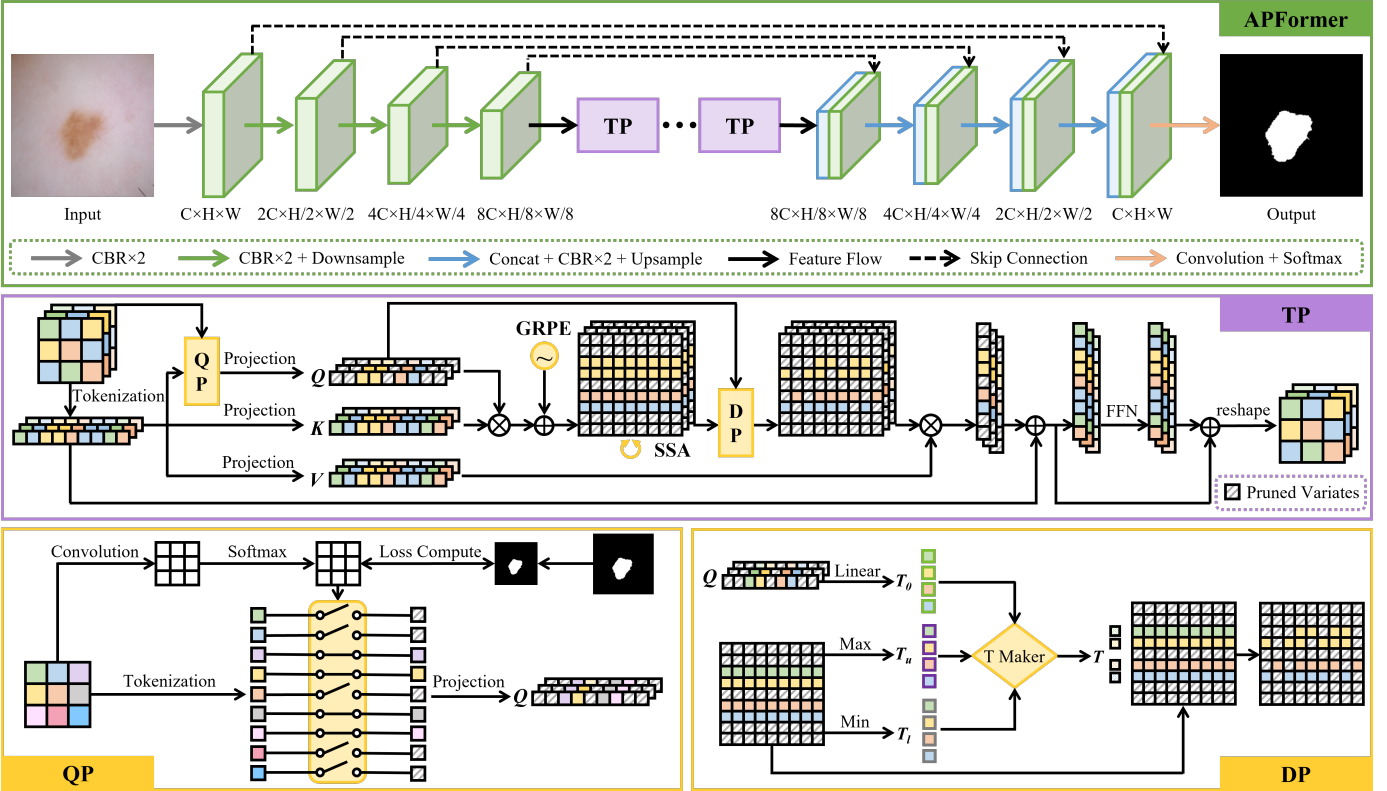 APFormer
TP
TP
Input
C×H×W
2C×H/2×W/2
4C×H/4×W/4
8C×H/8×W/8
8C×H/8×W/8
4C×H/4×W/4
2C×H/2×W/2
C×H×W
Output
CBR×2
CBR×2 + Downsample
Concat + CBR×2 + Upsample
Feature Flow
Skip Connection
Convolution + Softmax
TP
GRPE
~
Q
P
Projection
Q
Tokenization
Projection
K
D
P
FFN
reshape
SSA
Projection
V
Pruned Variates
Convolution
Softmax
Loss Compute
Tokenization
Projection
Q
QP
Q
Linear
T0
Max
Tu
T Maker
T
Min
Tl
DP